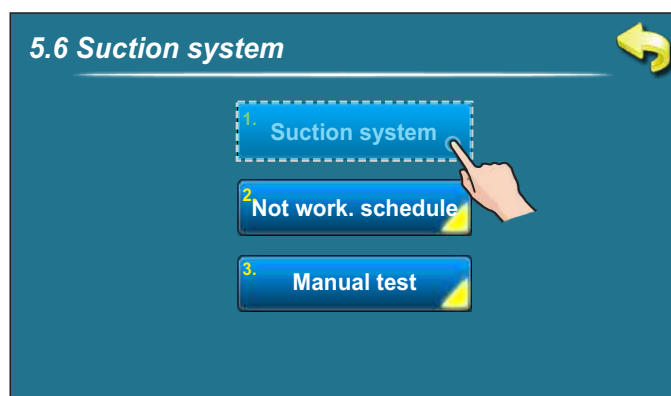 5.6 Suction system
1.
Suction system
2
Not work. schedule
3.
Manual test